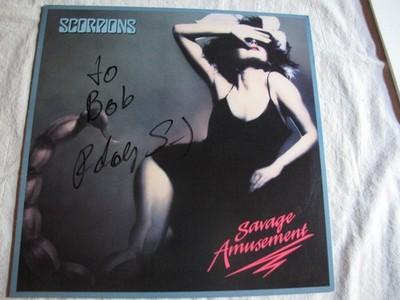 SCORPIONS
to
Bob
Savage
Amusement